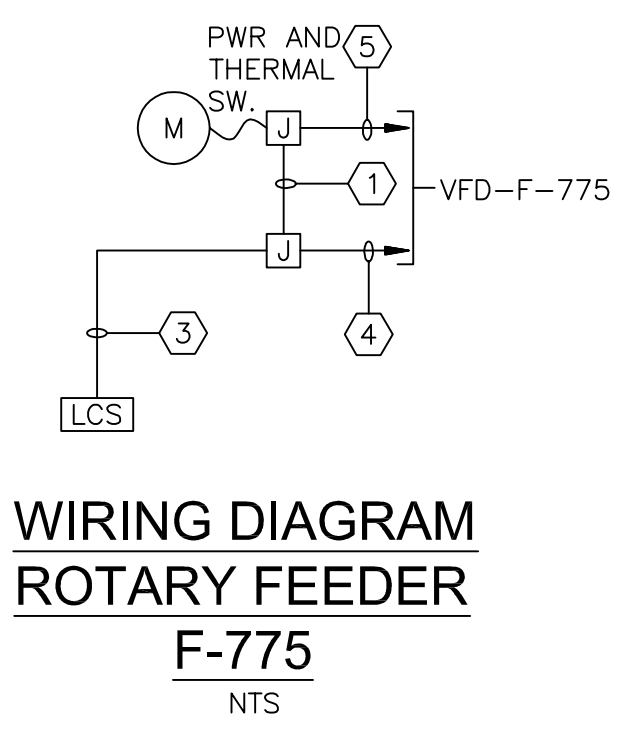 PWR AND
THERMAL
SW.
5
M
J
1
VFD-F-775
J
3
4
LCS
WIRING DIAGRAM
ROTARY FEEDER
F-775
NTS